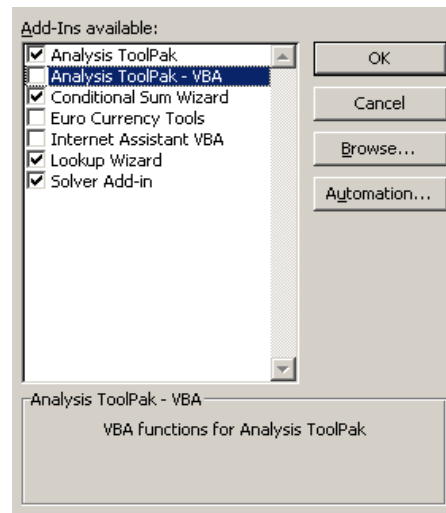 Add-Ins available:
Analysis ToolPak
Analysis ToolPak - VBA
Conditional Sum Wizard
Euro Currency Tools
Internet Assistant VBA
Lookup Wizard
Solver Add-in
OK
Cancel
Browse...
Automation...
Analysis ToolPak - VBA
VBA functions for Analysis ToolPak